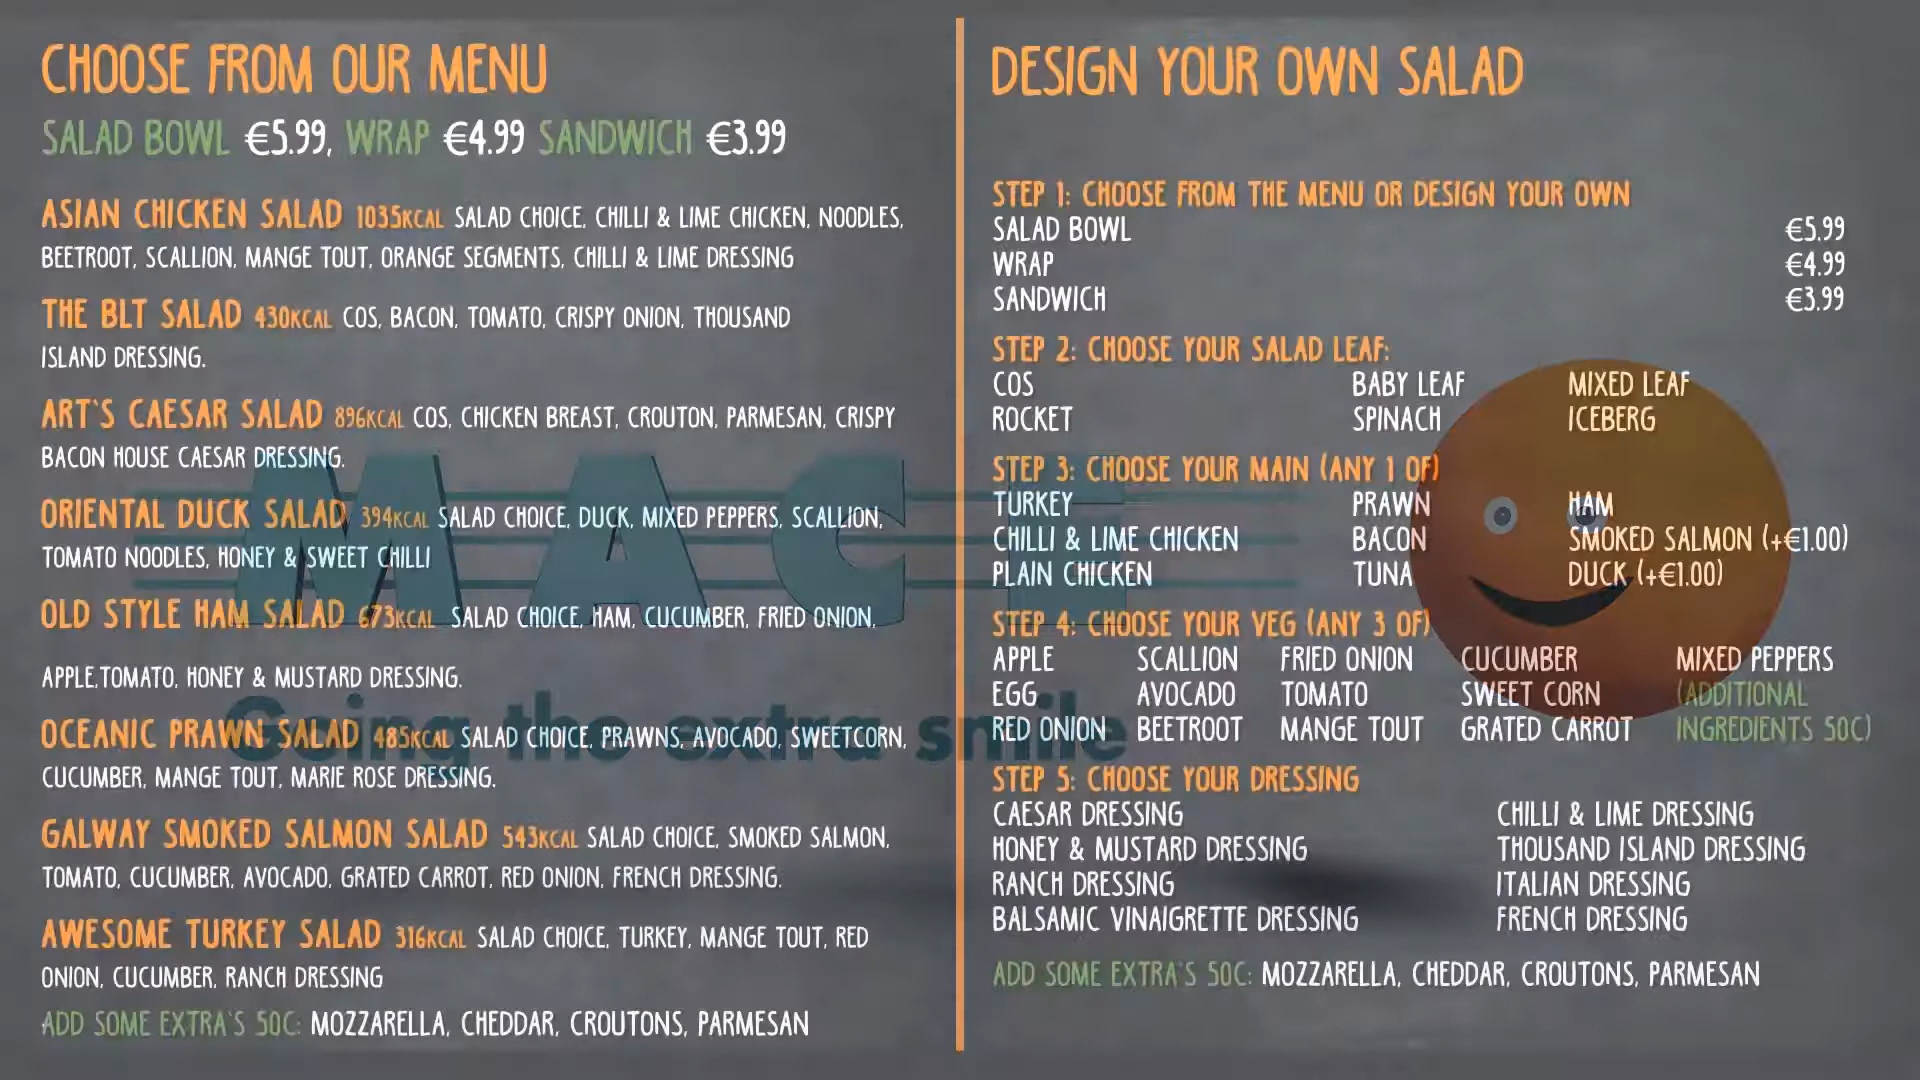 CHOOSE FROM OUR MENU
SALAD BOWL €5.99, WRAP €4.99 SANDWICH €3.99
ASIAN CHICKEN SALAD 1035KCAL SALAD CHOICE, CHILLI & LIME CHICKEN, NOODLES,
BEETROOT, SCALLION, MANGE TOUT, ORANGE SEGMENTS, CHILLI & LIME DRESSING
THE BLT SALAD 430KCAL COS, BACON, TOMATO, CRISPY ONION, THOUSAND
ISLAND DRESSING.
ART'S CAESAR SALAD 896KCAL COS, CHICKEN BREAST, CROUTON, PARMESAN, CRISPY
BACON HOUSE CAESAR DRESSING.
ORIENTAL DUCK SALAD 394KCAL SALAD CHOICE, DUCK, MIXED PEPPERS, SCALLION,
TOMATO NOODLES, HONEY & SWEET CHILLI
OLD STYLE HAM SALAD 673KCAL SALAD CHOICE, HAM, CUCUMBER, FRIED ONION,
APPLE,TOMATO, HONEY & MUSTARD DRESSING.
OCEANIC PRAWN SALAD 485KCAL SALAD CHOICE, PRAWNS, AVOCADO, SWEETCORN,
CUCUMBER, MANGE TOUT, MARIE ROSE DRESSING.
GALWAY SMOKED SALMON SALAD 543KCAL SALAD CHOICE, SMOKED SALMON,
TOMATO, CUCUMBER, AVOCADO, GRATED CARROT, RED ONION, FRENCH DRESSING.
AWESOME TURKEY SALAD 316KCAL SALAD CHOICE, TURKEY, MANGE TOUT, RED
ONION, CUCUMBER, RANCH DRESSING
ADD SOME EXTRA'S 50C: MOZZARELLA, CHEDDAR, CROUTONS, PARMESAN
DESIGN YOUR OWN SALAD
STEP 1: CHOOSE FROM THE MENU OR DESIGN YOUR OWN
SALAD BOWL €5.99
WRAP €4.99
SANDWICH €3.99
STEP 2: CHOOSE YOUR SALAD LEAF:
COS BABY LEAF MIXED LEAF
ROCKET SPINACH ICEBERG
STEP 3: CHOOSE YOUR MAIN (ANY 1 OF)
TURKEY PRAWN HAM
CHILLI & LIME CHICKEN BACON SMOKED SALMON (+€1.00)
PLAIN CHICKEN TUNA DUCK (+€1.00)
STEP 4: CHOOSE YOUR VEG (ANY 3 OF)
APPLE SCALLION FRIED ONION CUCUMBER MIXED PEPPERS
EGG AVOCADO TOMATO SWEET CORN (ADDITIONAL
RED ONION BEETROOT MANGE TOUT GRATED CARROT INGREDIENTS 50C)
STEP 5: CHOOSE YOUR DRESSING
CAESAR DRESSING CHILLI & LIME DRESSING
HONEY & MUSTARD DRESSING THOUSAND ISLAND DRESSING
RANCH DRESSING ITALIAN DRESSING
BALSAMIC VINAIGRETTE DRESSING FRENCH DRESSING
ADD SOME EXTRA'S 50C: MOZZARELLA, CHEDDAR, CROUTONS, PARMESAN
Going the extra smile